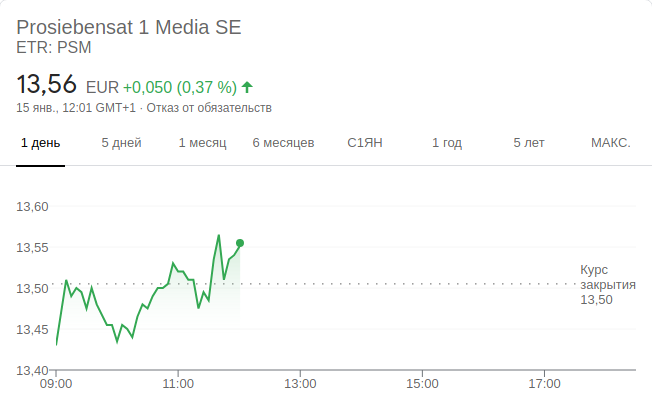 Prosiebensat 1 Media SE
ETR: PSM
13,56 EUR +0,050 (0,37 %)
15 янв., 12:01 GMT+1 · Отказ от обязательств
1 день 5 дней 1 месяц 6 месяцев С1ЯН 1 год 5 лет МАКС.
13,60
13,55
13,50
13,45
13,40
Курс
закрытия
13,50
09:00 11:00 13:00 15:00 17:00